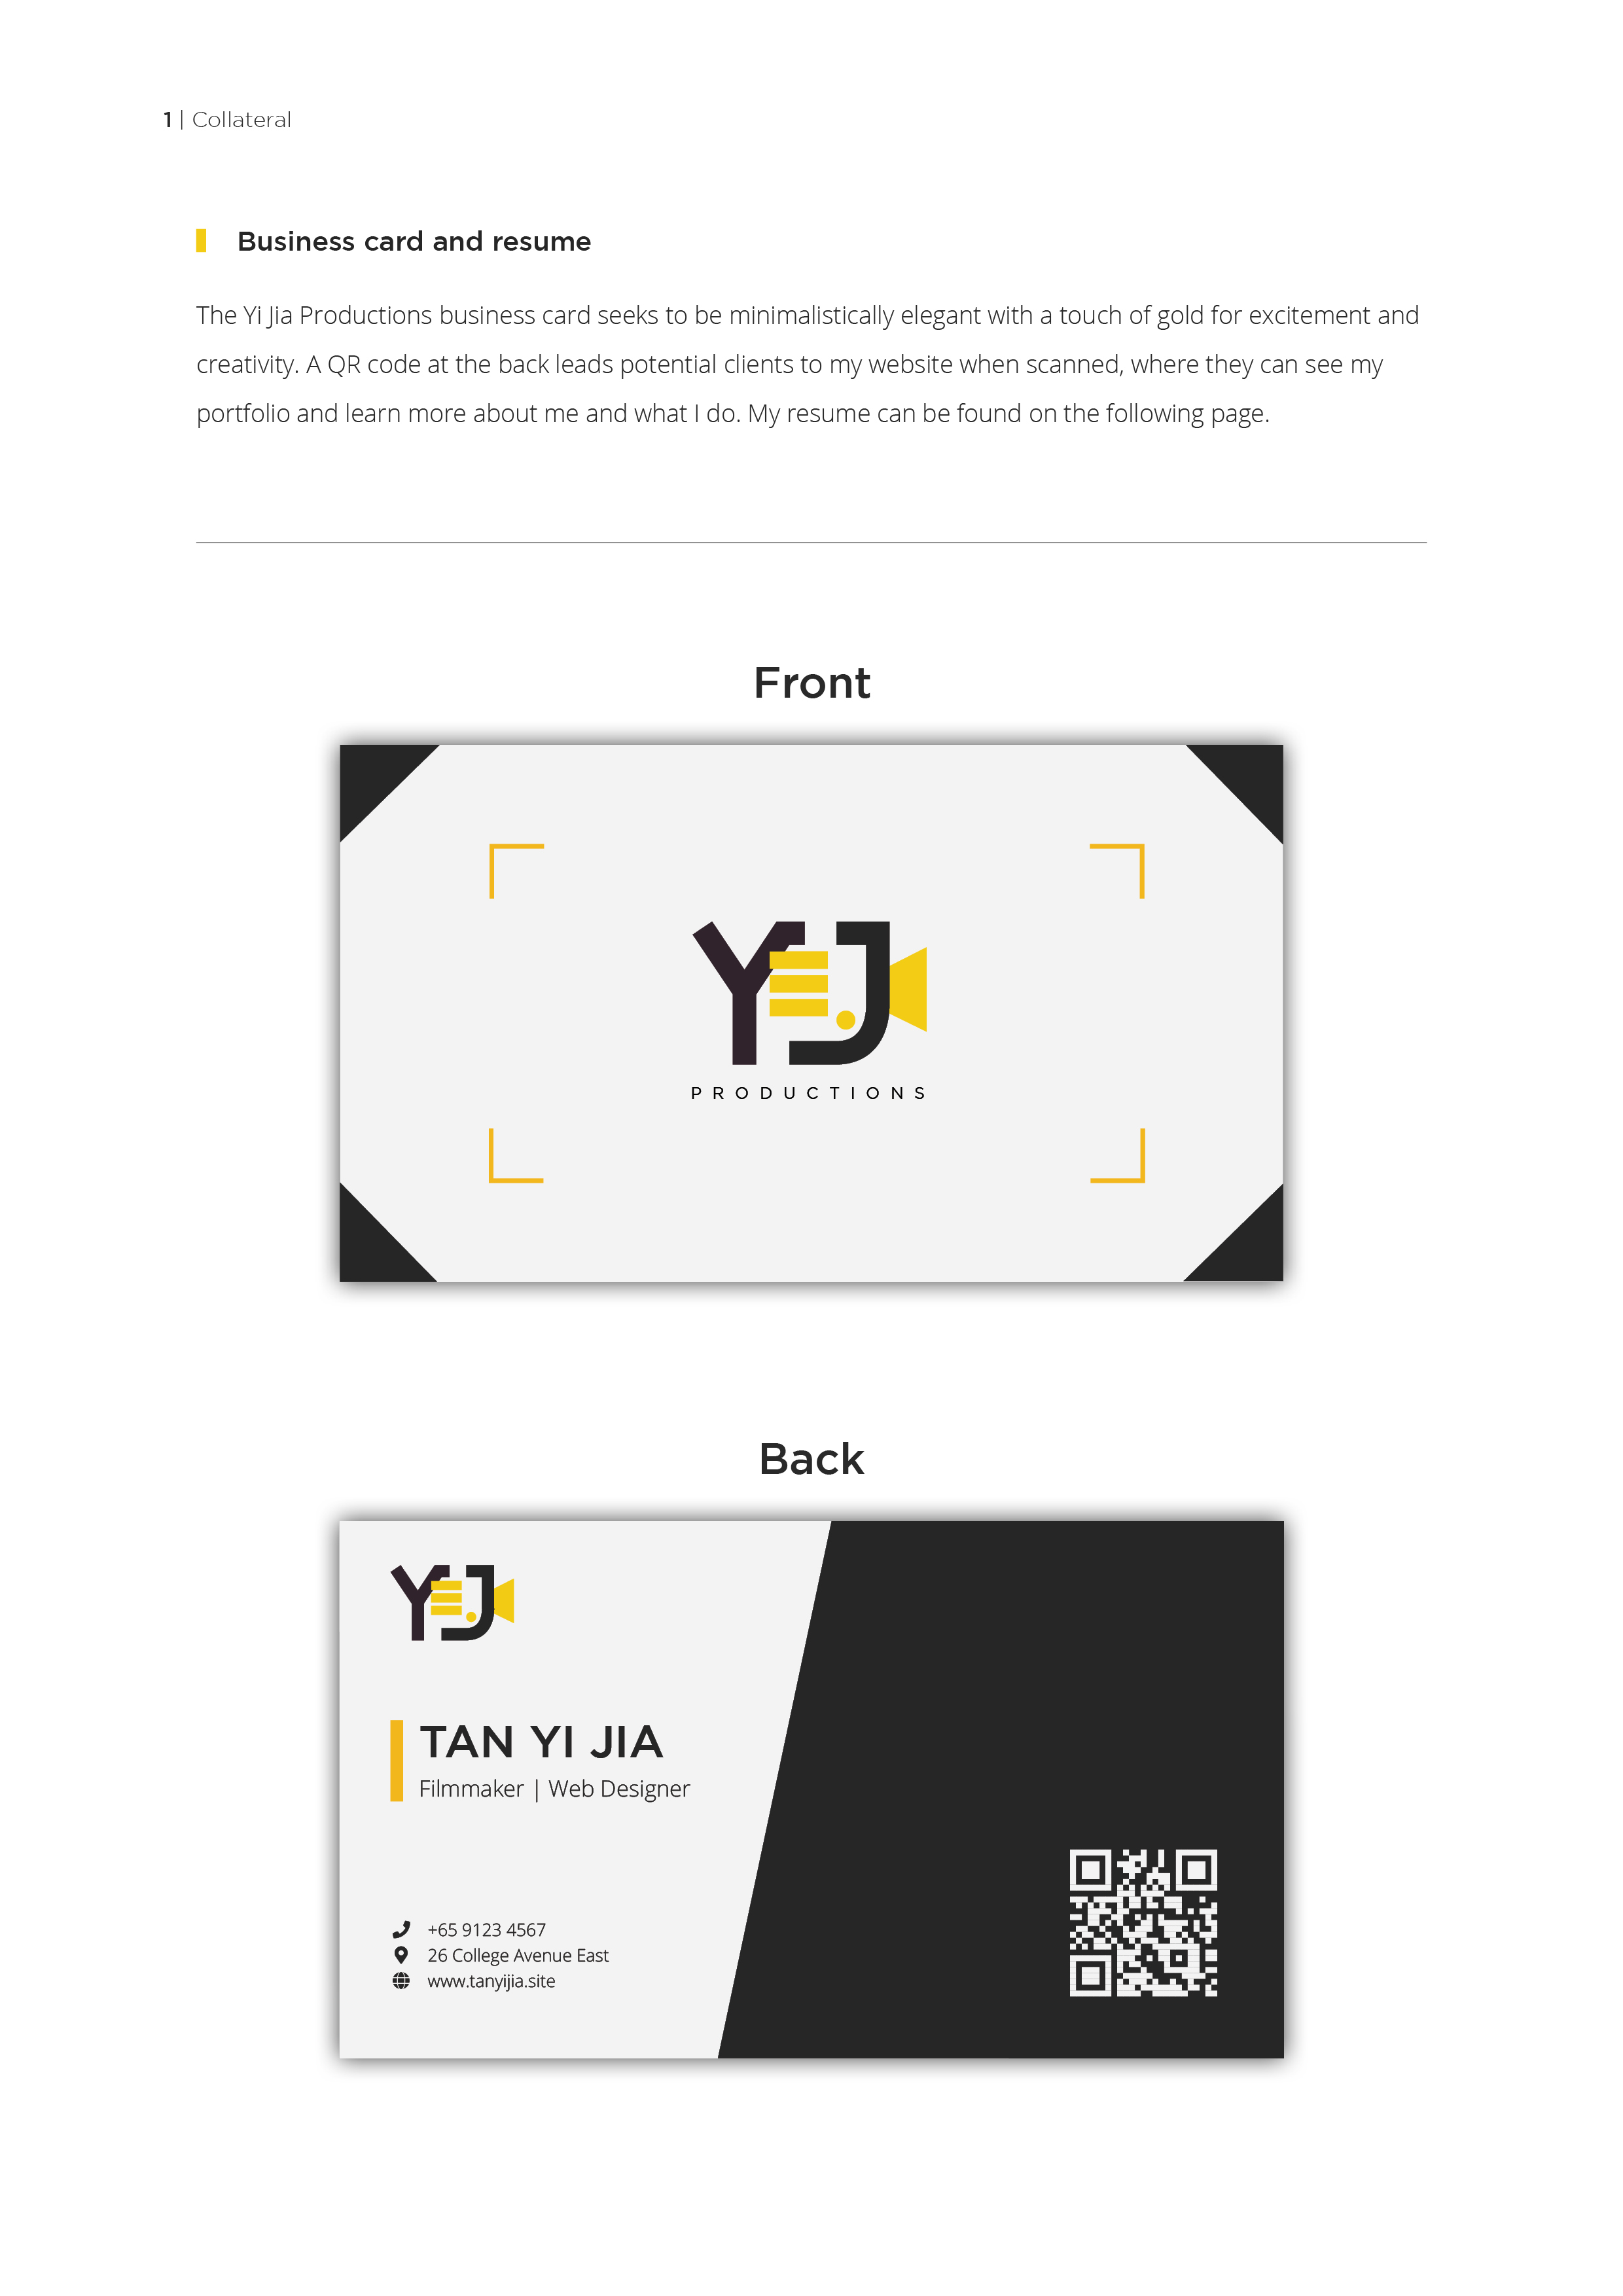 1 | Collateral
Business card and resume
The Yi Jia Productions business card seeks to be minimalistically elegant with a touch of gold for excitement and
creativity. A QR code at the back leads potential clients to my website when scanned, where they can see my
portfolio and learn more about me and what I do. My resume can be found on the following page.
Front
YJ
PRODUCTIONS
Back
YJ
TAN YI JIA
Filmmaker | Web Designer
+65 9123 4567
26 College Avenue East
www.tanyijia.site